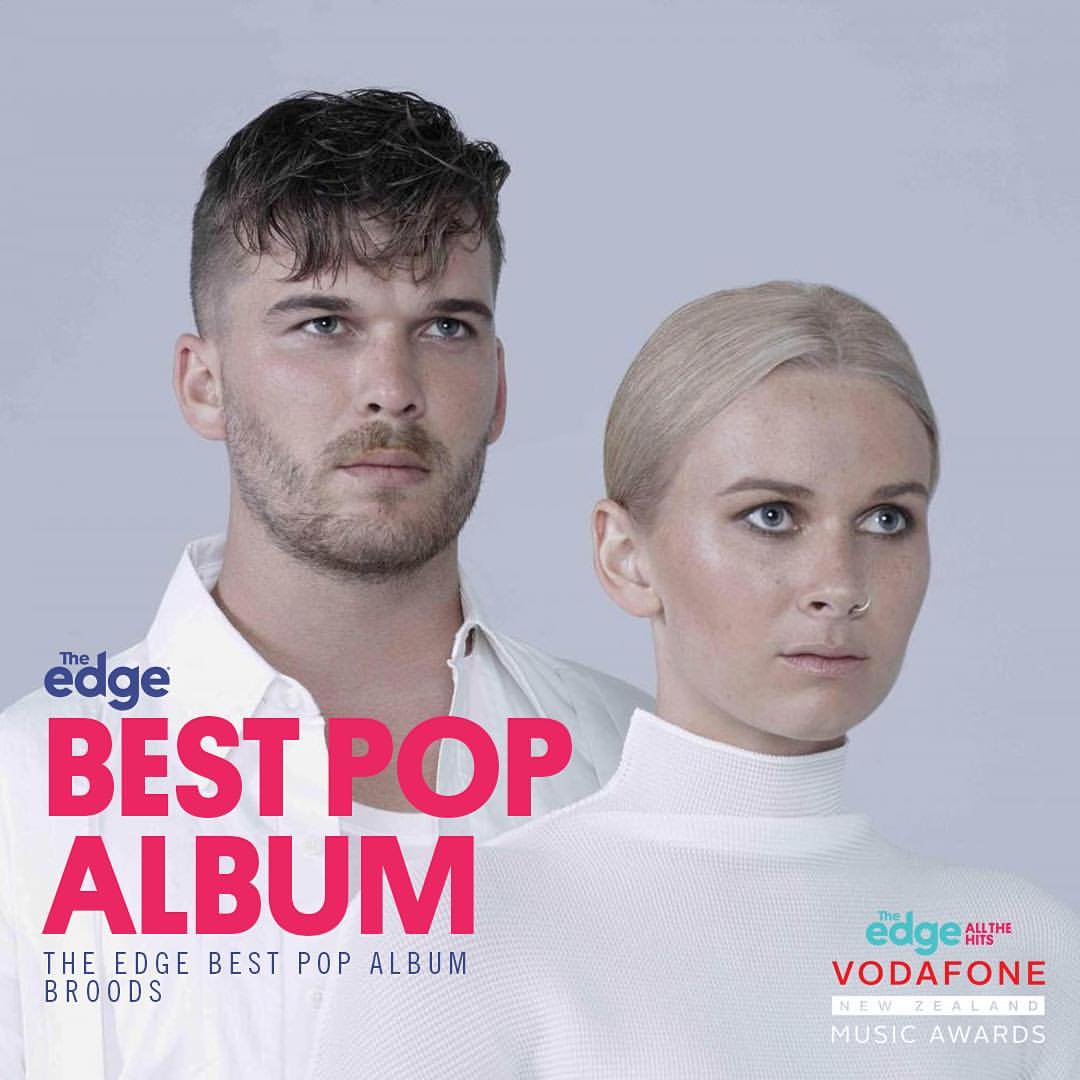 The
edge
BEST POP
ALBUM
THE EDGE BEST POP ALBUM
BROODS
The
edge ALL THE
HITS
VODAFONE
NEW ZEALAND
MUSIC AWARDS